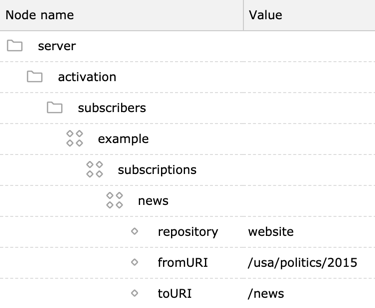 Node name Value
server
activation
subscribers
example
subscriptions
news
repository website
fromURI /usa/politics/2015
toURI /news